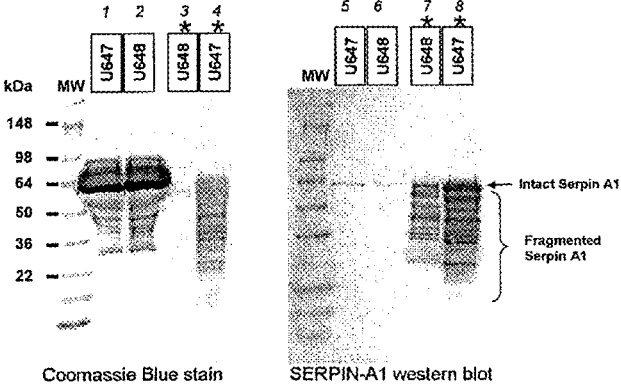 1 2 3 4
* *
U647 U648 U648 U647
kDa MW
148
98
64
50
36
22
Coomassie Blue stain
5 6 7 8
* *
U647 U648 U648 U647
MW
Intact Serpin A1
Fragmented
Serpin A1
SERPIN-A1 western blot